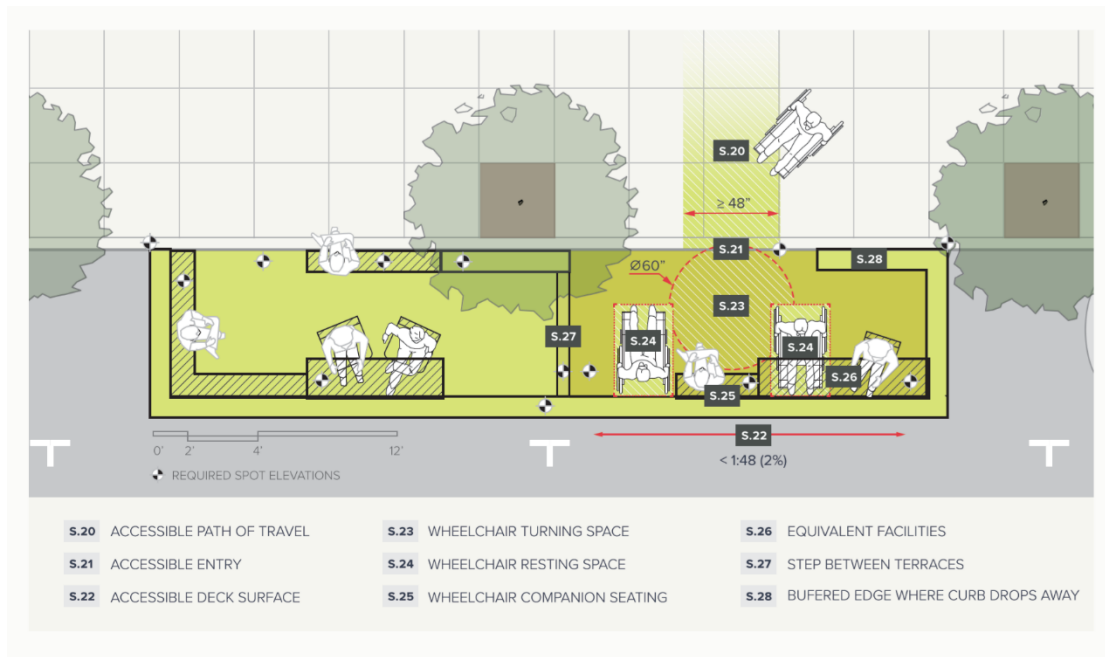 S.20
≥ 48"
S.21
S.28
Ø60"
S.23
S.27
S.24
S.24
S.26
S.25
S.22
0' 2' 4' 12'
< 1:48 (2%)
REQUIRED SPOT ELEVATIONS
S.20 ACCESSIBLE PATH OF TRAVEL
S.21 ACCESSIBLE ENTRY
S.22 ACCESSIBLE DECK SURFACE
S.23 WHEELCHAIR TURNING SPACE
S.24 WHEELCHAIR RESTING SPACE
S.25 WHEELCHAIR COMPANION SEATING
S.26 EQUIVALENT FACILITIES
S.27 STEP BETWEEN TERRACES
S.28 BUFERED EDGE WHERE CURB DROPS AWAY